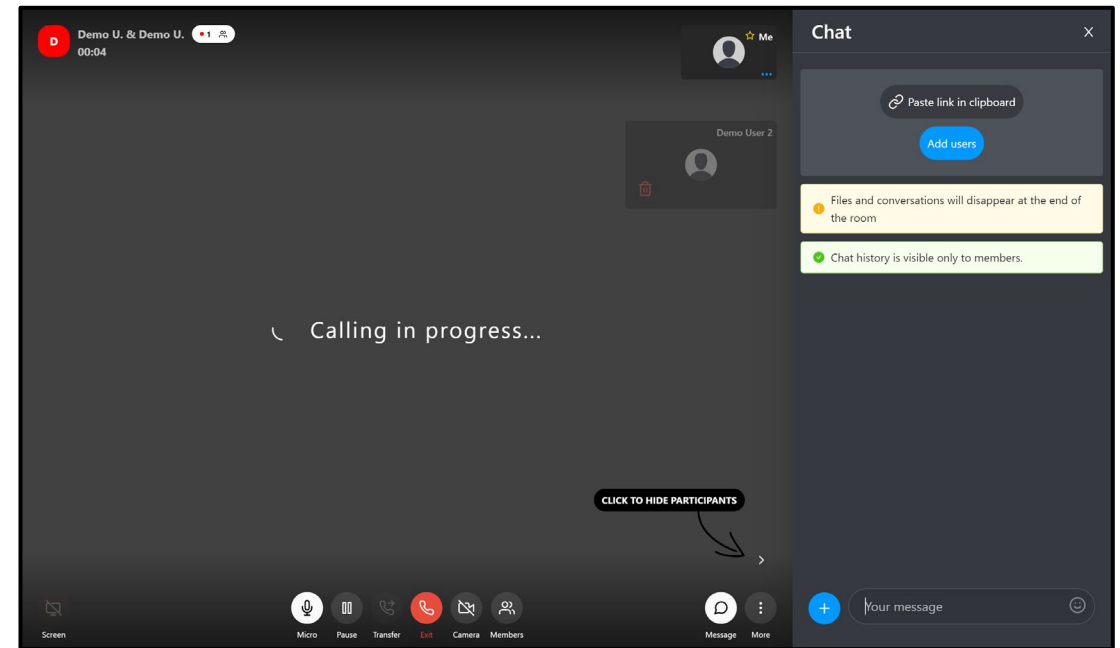 D
Demo U. & Demo U.
1
00:04
Me
Demo User 2
Calling in progress...
CLICK TO HIDE PARTICIPANTS
Screen
Micro
Pause
Transfer
Exit
Camera
Members
Message
More
Chat
Paste link in clipboard
Add users
Files and conversations will disappear at the end of
the room
Chat history is visible only to members.
Your message